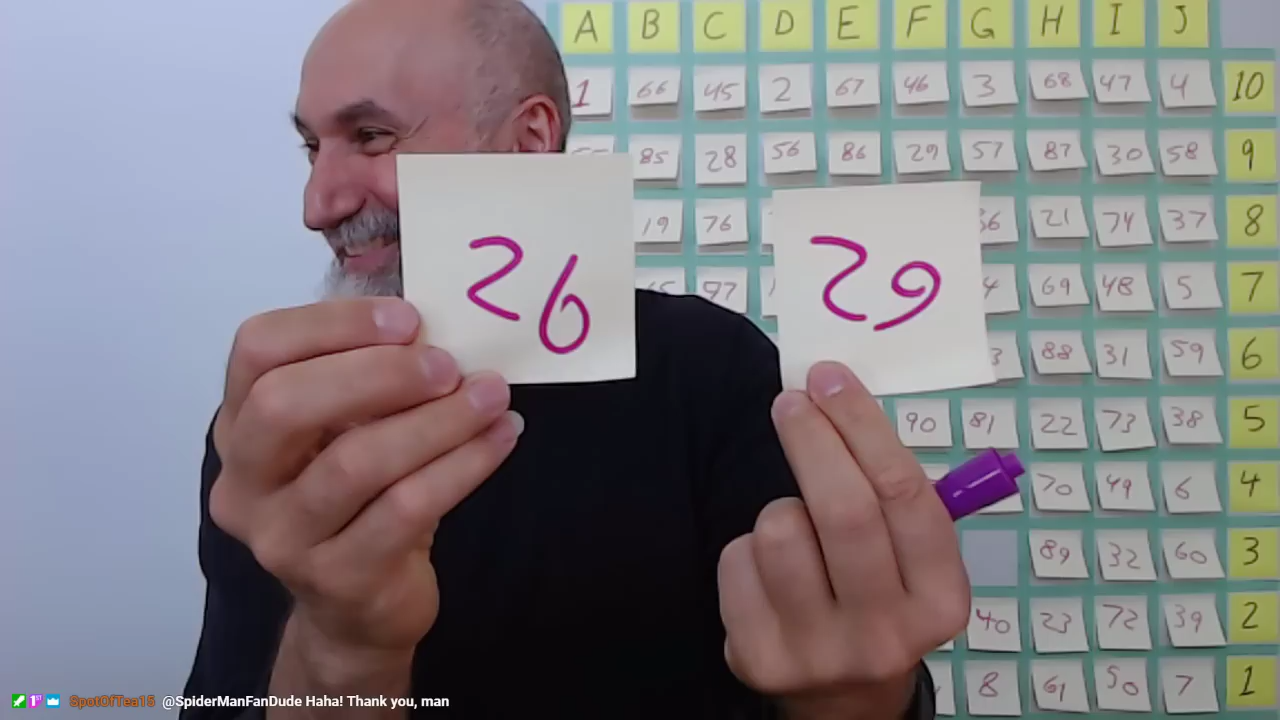 A B C D E F G H I J
1 66 45 2 67 46 3 68 47 4 10
85 28 56 86 29 57 87 30 58 9
19 76 21 74 37 8
69 48 5 7
88 31 59 6
90 81 22 73 38 5
70 49 6 4
89 32 60 3
40 23 72 39 2
8 61 50 7 1
26 29
SpotOfTea15 @SpiderManFanDude Haha! Thank you, man